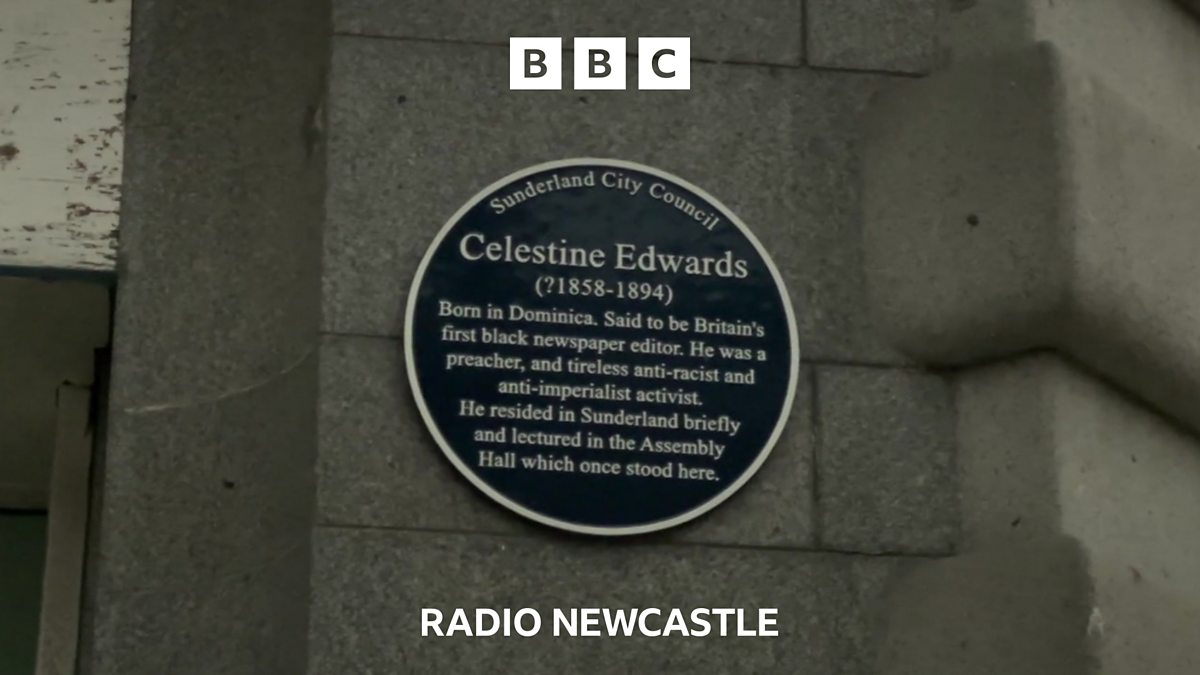 BBC
Sunderland City Council
Celestine Edwards
(?1858-1894)
Born in Dominica. Said to be Britain's
first black newspaper editor. He was a
preacher, and tireless anti-racist and
anti-imperialist activist.
He resided in Sunderland briefly
and lectured in the Assembly
Hall which once stood here.
RADIO NEWCASTLE